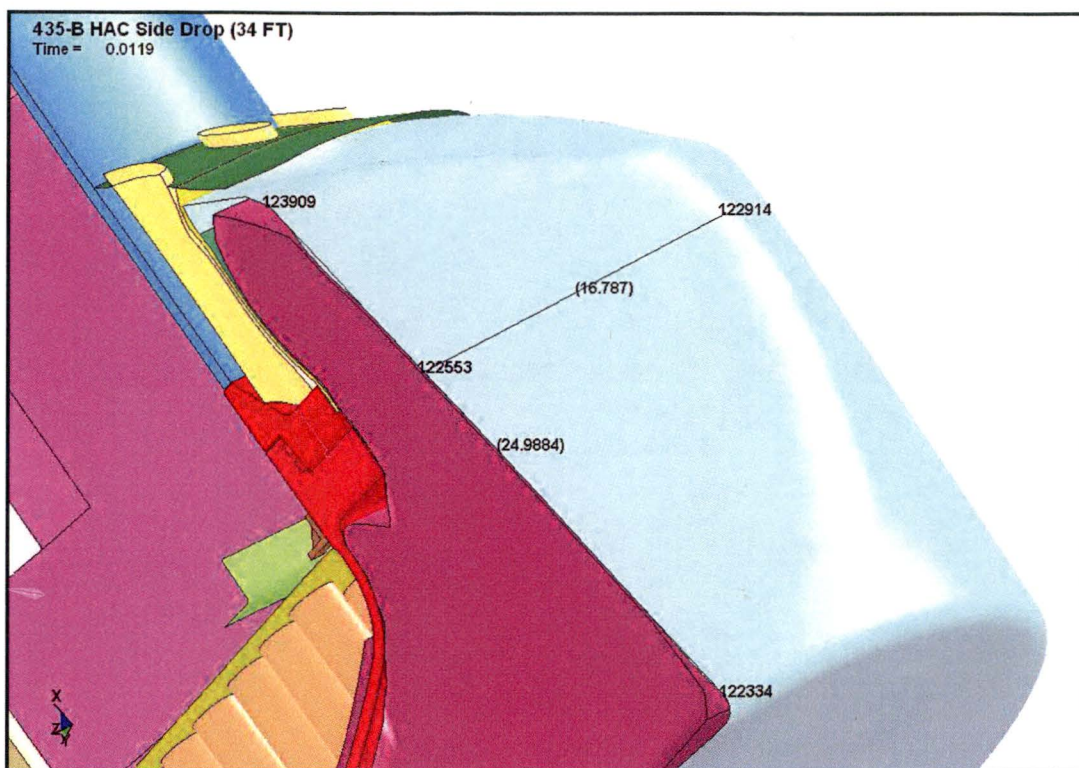 435-B HAC Side Drop (34 FT)
Time = 0.0119
123909
122914
(16.787)
122553
(24.9884)
122334
X
Z
Y